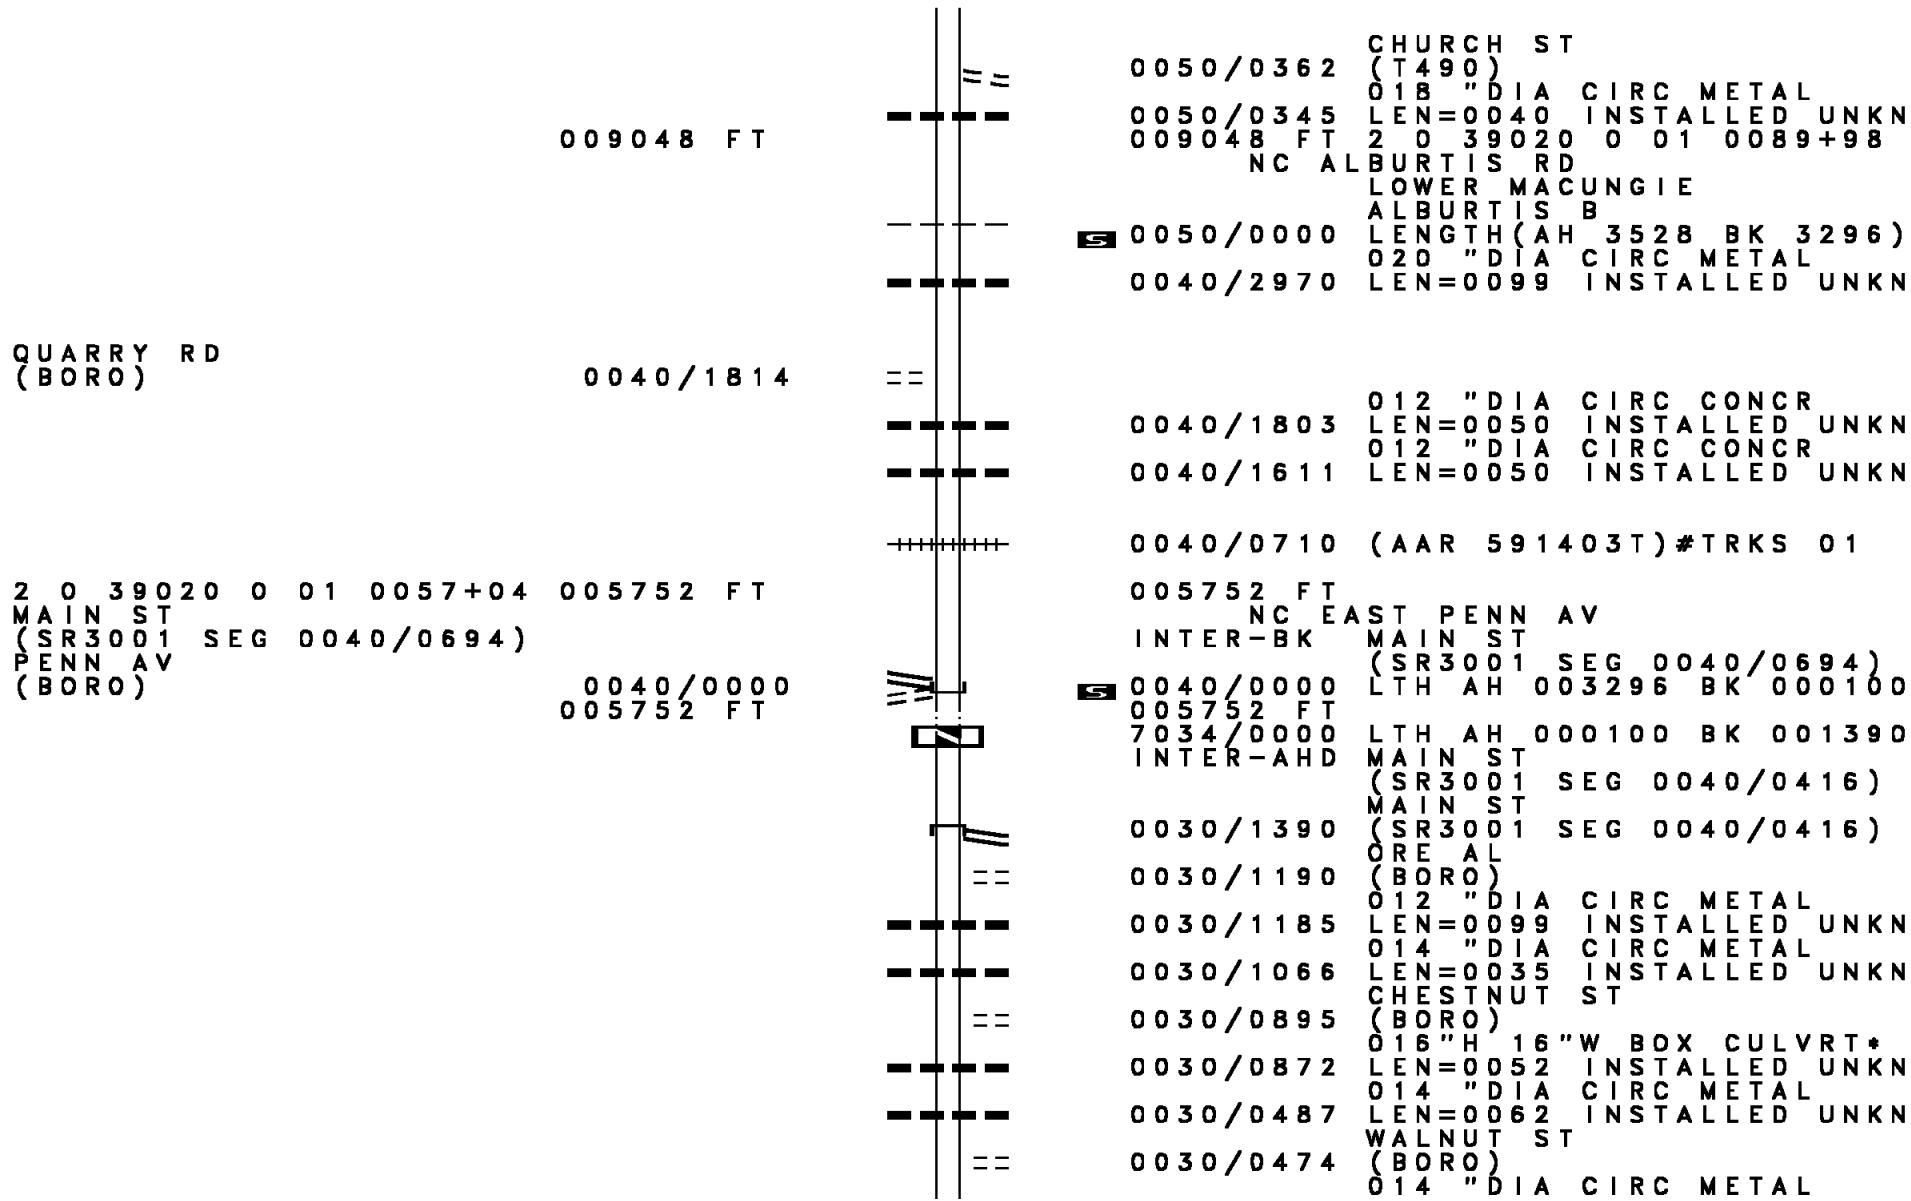 CHURCH ST
0050/0362 (T490)
018 "DIA CIRC METAL
0050/0345 LEN=0040 INSTALLED UNKN
009048 FT 009048 FT 2 0 39020 0 01 0089+98
NC ALBURTIS RD
LOWER MACUNGIE
ALBURTIS B
S 0050/0000 LENGTH(AH 3528 BK 3296)
020 "DIA CIRC METAL
0040/2970 LEN=0099 INSTALLED UNKN
QUARRY RD
(BORO) 0040/1814
012 "DIA CIRC CONCR
0040/1803 LEN=0050 INSTALLED UNKN
012 "DIA CIRC CONCR
0040/1611 LEN=0050 INSTALLED UNKN
0040/0710 (AAR 591403T)#TRKS 01
2 0 39020 0 01 0057+04 005752 FT 005752 FT
MAIN ST NC EAST PENN AV
(SR3001 SEG 0040/0694) INTER-BK MAIN ST
PENN AV (SR3001 SEG 0040/0694)
(BORO) 0040/0000 S 0040/0000 LTH AH 003296 BK 000100
005752 FT 005752 FT
7034/0000 LTH AH 000100 BK 001390
INTER-AHD MAIN ST
(SR3001 SEG 0040/0416)
MAIN ST
0030/1390 (SR3001 SEG 0040/0416)
ORE AL
0030/1190 (BORO)
012 "DIA CIRC METAL
0030/1185 LEN=0099 INSTALLED UNKN
014 "DIA CIRC METAL
0030/1066 LEN=0035 INSTALLED UNKN
CHESTNUT ST
0030/0895 (BORO)
016"H 16"W BOX CULVRT*
0030/0872 LEN=0052 INSTALLED UNKN
014 "DIA CIRC METAL
0030/0487 LEN=0062 INSTALLED UNKN
WALNUT ST
0030/0474 (BORO)
014 "DIA CIRC METAL